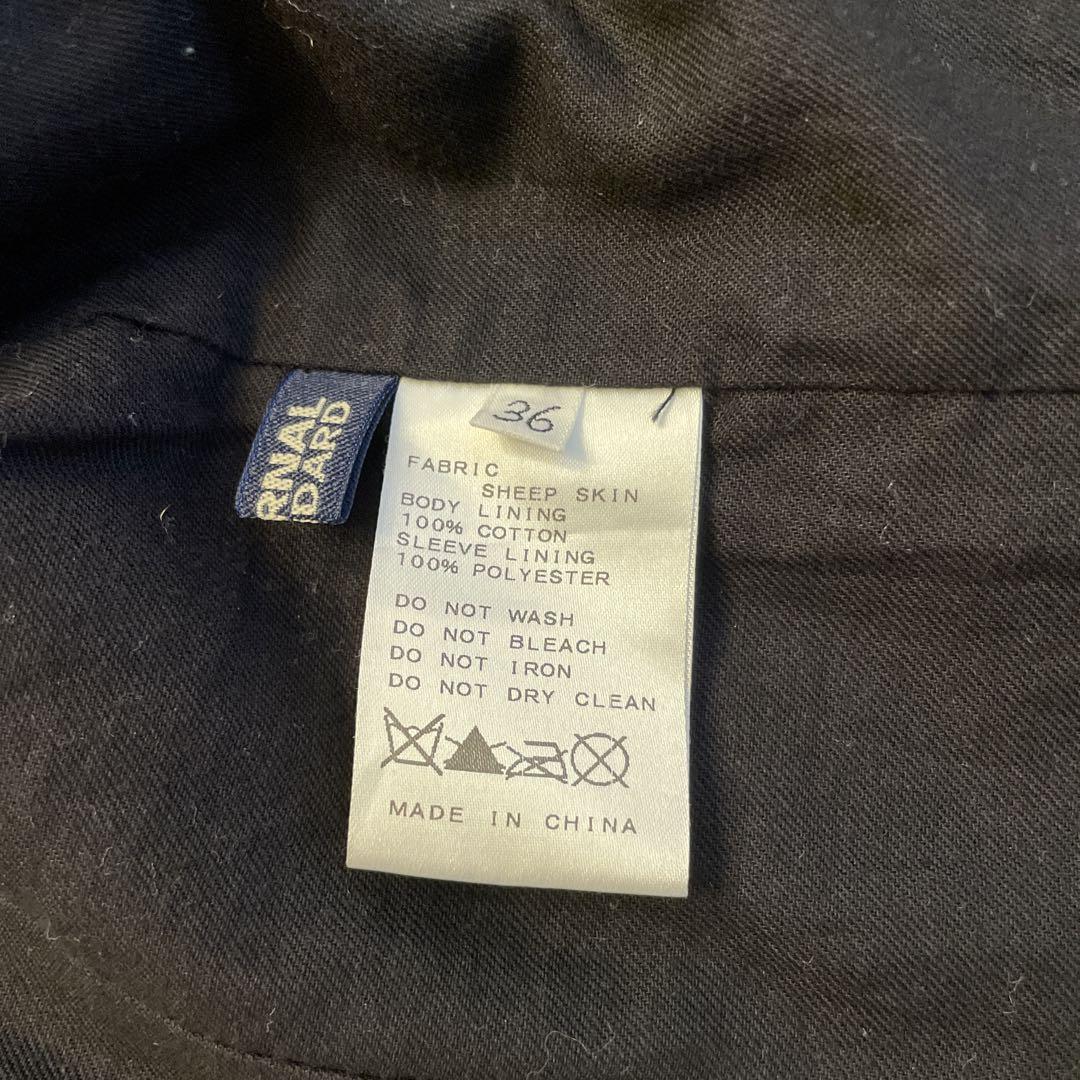 RNAL
DARD
36
FABRIC
SHEEP SKIN
BODY LINING
100% COTTON
SLEEVE LINING
100% POLYESTER
DO NOT WASH
DO NOT BLEACH
DO NOT IRON
DO NOT DRY CLEAN
MADE IN CHINA